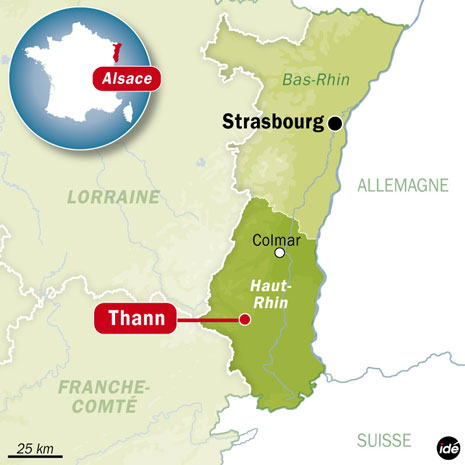 Alsace
Bas-Rhin
Strasbourg
ALLEMAGNE
LORRAINE
Colmar
Haut-
Rhin
Thann
FRANCHE-
COMTÉ
25 km
SUISSE
idé